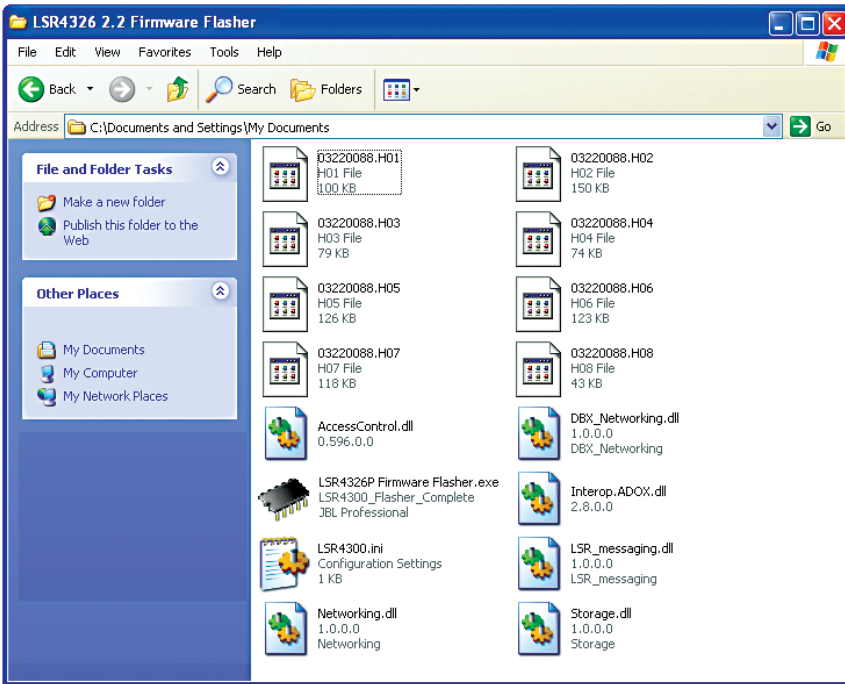 LSR4326 2.2 Firmware Flasher
File Edit View Favorites Tools Help
Back Search Folders
Address C:\Documents and Settings\My Documents Go
File and Folder Tasks
Make a new folder
Publish this folder to the
Web
Other Places
My Documents
My Computer
My Network Places
03220088.H01
H01 File
100 KB
03220088.H02
H02 File
150 KB
03220088.H03
H03 File
79 KB
03220088.H04
H04 File
74 KB
03220088.H05
H05 File
126 KB
03220088.H06
H06 File
123 KB
03220088.H07
H07 File
118 KB
03220088.H08
H08 File
43 KB
AccessControl.dll
0.596.0.0
DBX_Networking.dll
1.0.0.0
DBX_Networking
LSR4326P Firmware Flasher.exe
LSR4300_Flasher_Complete
JBL Professional
Interop.ADOX.dll
2.8.0.0
LSR4300.ini
Configuration Settings
1 KB
LSR_messaging.dll
1.0.0.0
LSR_messaging
Networking.dll
1.0.0.0
Networking
Storage.dll
1.0.0.0
Storage